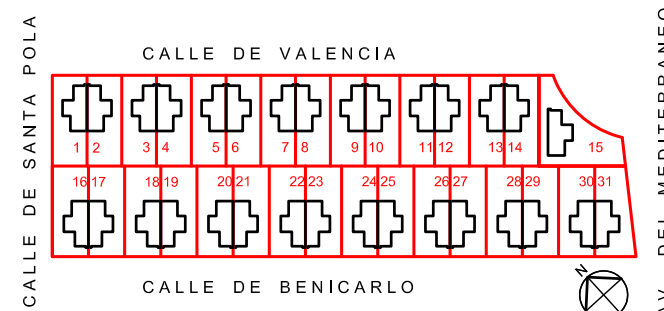 CALLE DE VALENCIA
CALLE DE SANTA POLA
AV. DEL MEDITERRANEO
1 2 3 4 5 6 7 8 9 10 11 12 13 14 15
16 17 18 19 20 21 22 23 24 25 26 27 28 29 30 31
CALLE DE BENICARLO
N